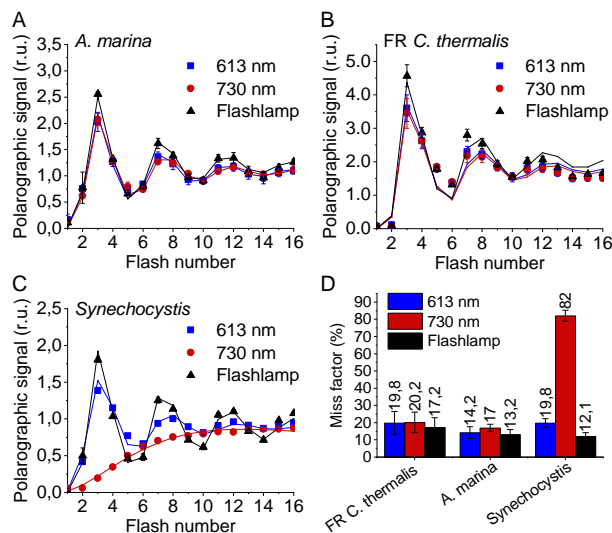 A
A. marina
Polarographic signal (r.u.)
3,5
3,0
2,5
2,0
1,5
1,0
0,5
0,0
613 nm
730 nm
Flashlamp
2 4 6 8 10 12 14 16
Flash number
B
FR C. thermalis
Polarographic signal (r.u.)
5.0
4.0
3.0
2.0
1.0
0.0
613 nm
730 nm
Flashlamp
2 4 6 8 10 12 14 16
Flash number
C
Synechocystis
Polarographic signal (r.u.)
2,5
2,0
1,5
1,0
0,5
0,0
613 nm
730 nm
Flashlamp
2 4 6 8 10 12 14 16
Flash number
D
Miss factor (%)
90
80
70
60
50
40
30
20
10
0
613 nm
730 nm
Flashlamp
19,8 20,2 17,2
14,2 17 13,2
19,8 82 12,1
FR C. thermalis
A. marina
Synechocystis